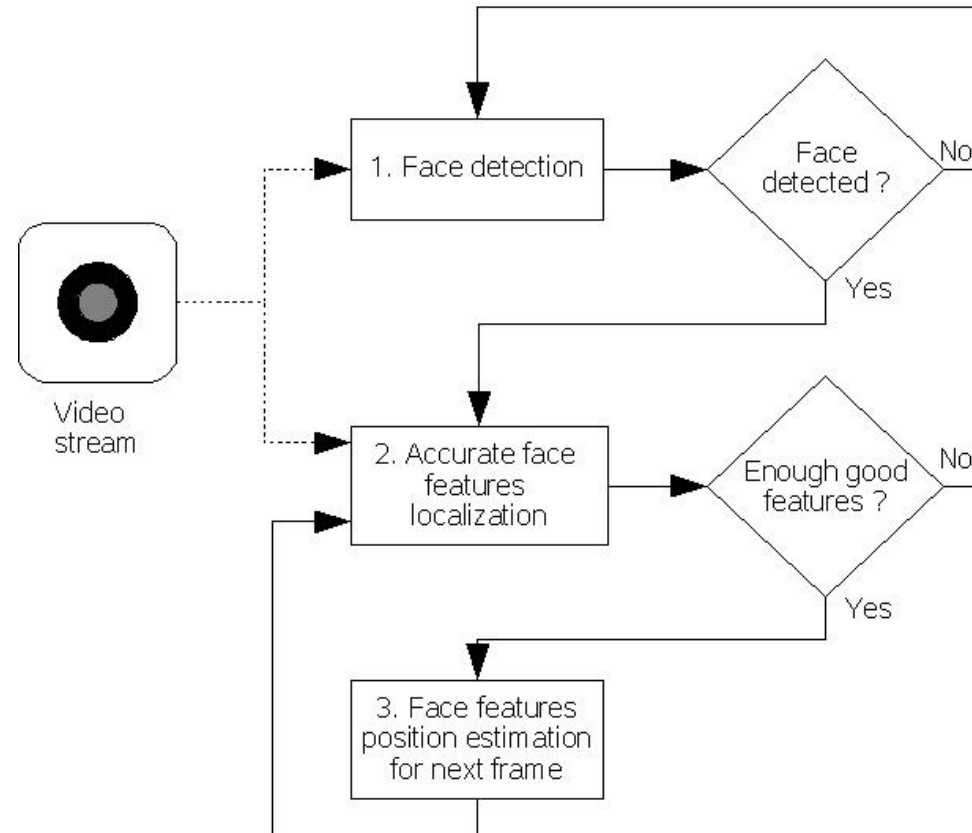 1. Face detection
Face
detected ?
No
Yes
Video
stream
2. Accurate face
features
localization
Enough good
features ?
No
Yes
3. Face features
position estimation
for next frame